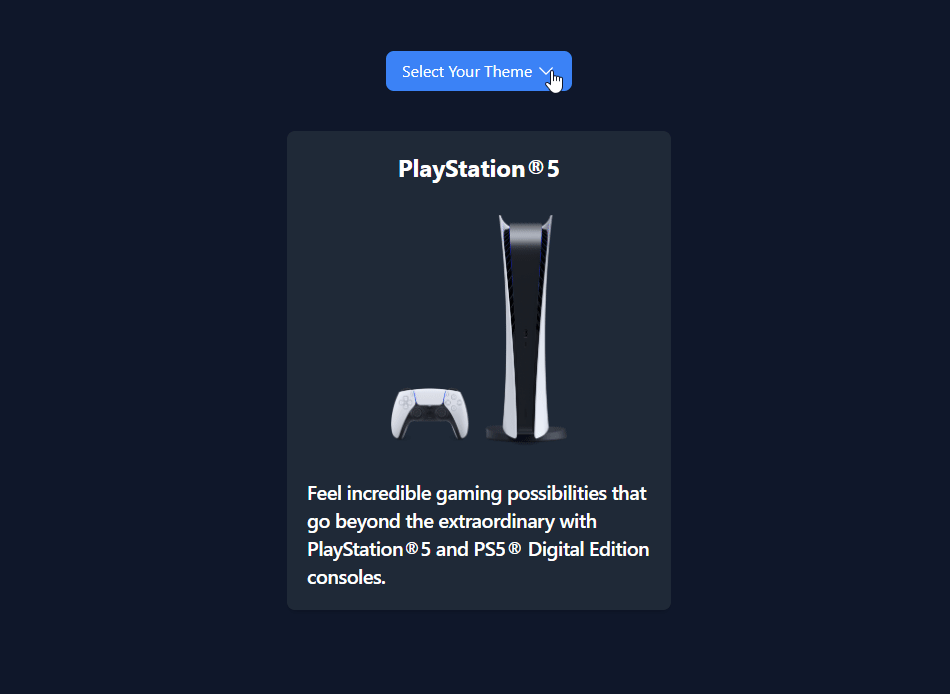 Select Your Theme
PlayStation®5
Feel incredible gaming possibilities that
go beyond the extraordinary with
PlayStation®5 and PS5® Digital Edition
consoles.